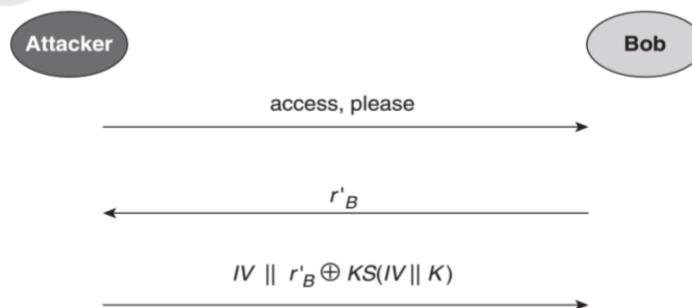 Attacker
Bob
access, please
r'B
IV || r'B ⊕ KS(IV || K)